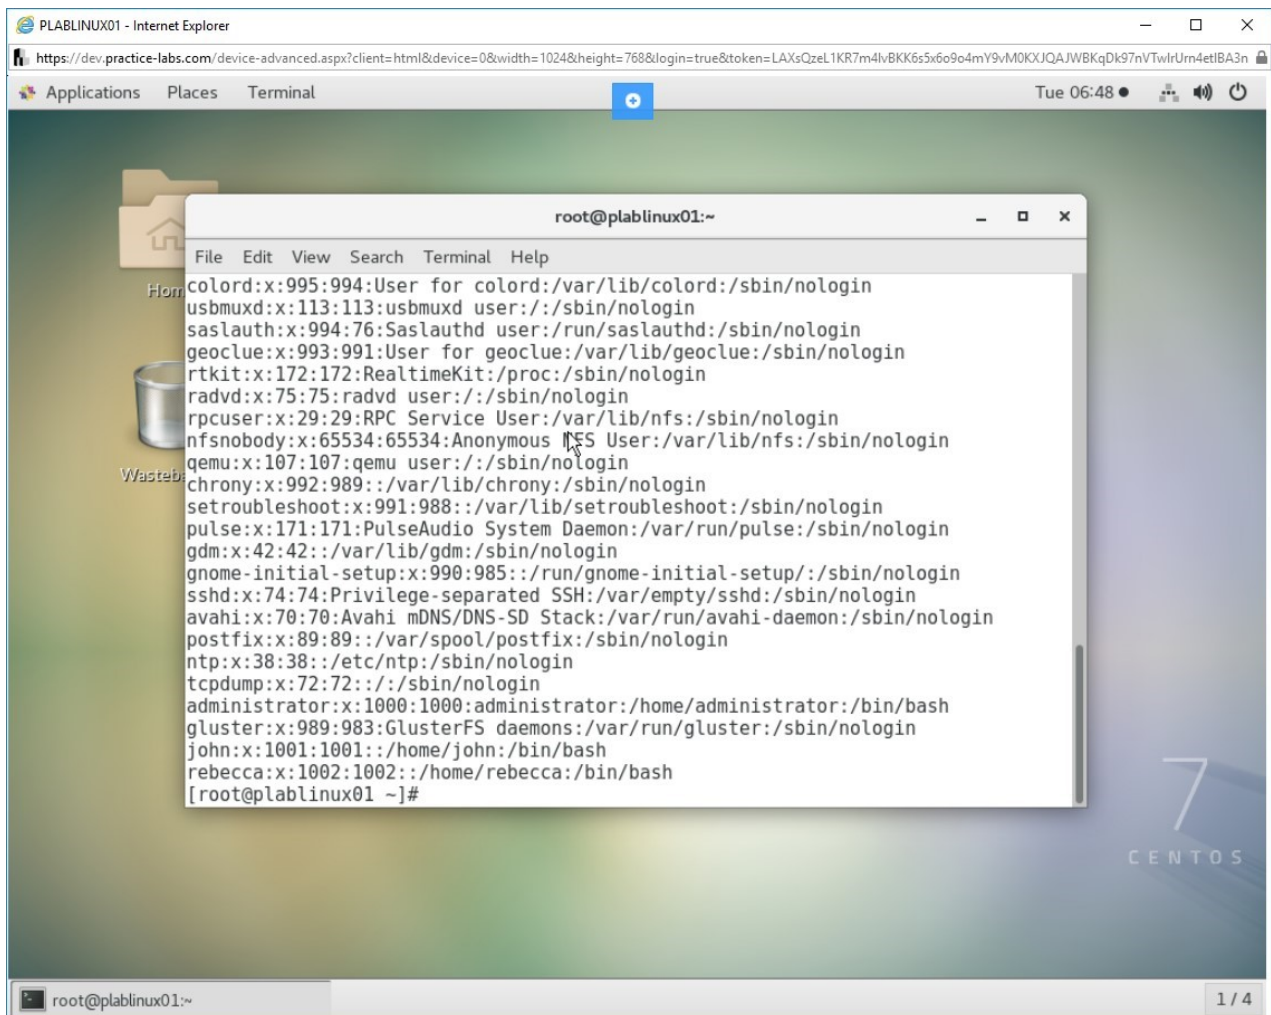 PLABLINUX01 - Internet Explorer
https://dev.practice-labs.com/device-advanced.aspx?client=html&device=0&width=1024&height=768&login=true&token=
Applications Places Terminal Tue 06:48
Home
root@plablinux01:~
File Edit View Search Terminal Help
colord:x:995:994:User for colord:/var/lib/colord:/sbin/nologin
usbmuxd:x:113:113:usbmuxd user:/:/sbin/nologin
saslauth:x:994:76:Saslauthd user:/run/saslauthd:/sbin/nologin
geoclue:x:993:991:User for geoclue:/var/lib/geoclue:/sbin/nologin
rtkit:x:172:172:RealtimeKit:/proc:/sbin/nologin
radvd:x:75:75:radvd user:/:/sbin/nologin
rpcuser:x:29:29:RPC Service User:/var/lib/nfs:/sbin/nologin
nfsnobody:x:65534:65534:Anonymous NFS User:/var/lib/nfs:/sbin/nologin
qemu:x:107:107:qemu user:/:/sbin/nologin
chrony:x:992:989::/var/lib/chrony:/sbin/nologin
setroubleshoot:x:991:988::/var/lib/setroubleshoot:/sbin/nologin
pulse:x:171:171:PulseAudio System Daemon:/var/run/pulse:/sbin/nologin
gdm:x:42:42::/var/lib/gdm:/sbin/nologin
gnome-initial-setup:x:990:985::/run/gnome-initial-setup/:/sbin/nologin
sshd:x:74:74:Privilege-separated SSH:/var/empty/sshd:/sbin/nologin
avahi:x:70:70:Avahi mDNS/DNS-SD Stack:/var/run/avahi-daemon:/sbin/nologin
postfix:x:89:89::/var/spool/postfix:/sbin/nologin
ntp:x:38:38::/etc/ntp:/sbin/nologin
tcpdump:x:72:72::/:/sbin/nologin
administrator:x:1000:1000:administrator:/home/administrator:/bin/bash
gluster:x:989:983:GlusterFS daemons:/var/run/gluster:/sbin/nologin
john:x:1001:1001::/home/john:/bin/bash
rebecca:x:1002:1002::/home/rebecca:/bin/bash
[root@plablinux01 ~]#
Wasteb
7
CENTOS
root@plablinux01:~ 1 / 4